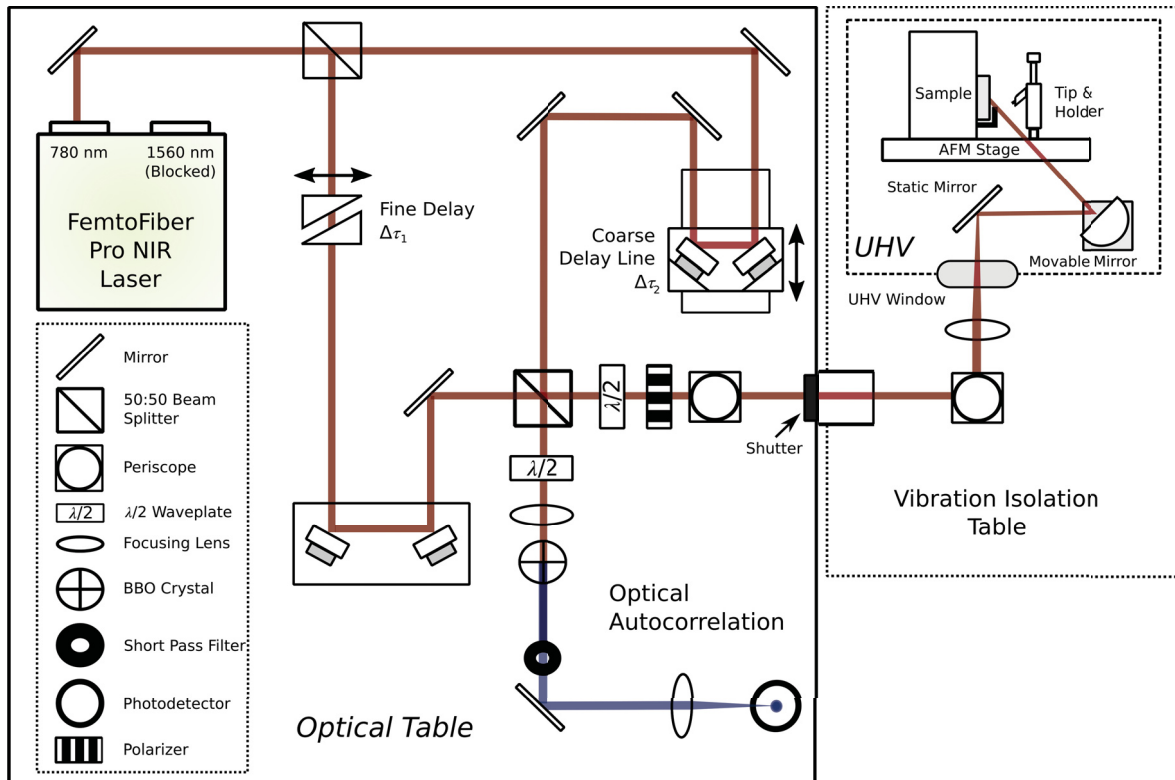 780 nm
1560 nm
(Blocked)
FemtoFiber
Pro NIR
Laser
Fine Delay
Δτ₁
Coarse
Delay Line
Δτ₂
Sample
Tip &
Holder
AFM Stage
Static Mirror
UHV
Movable Mirror
UHV Window
Mirror
50:50 Beam
Splitter
Periscope
λ/2
λ/2 Waveplate
Focusing Lens
BBO Crystal
Short Pass Filter
Photodetector
Polarizer
λ/2
λ/2
Shutter
Vibration Isolation
Table
Optical
Autocorrelation
Optical Table